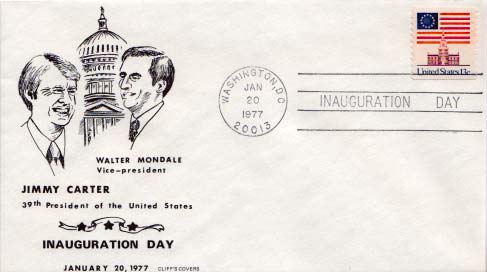 United States 13c
WASHINGTON, D.C.
JAN
20
1977
20013
INAUGURATION DAY
WALTER MONDALE
Vice-president
JIMMY CARTER
39th President of the United States
INAUGURATION DAY
JANUARY 20, 1977
CLIFF'S COVERS